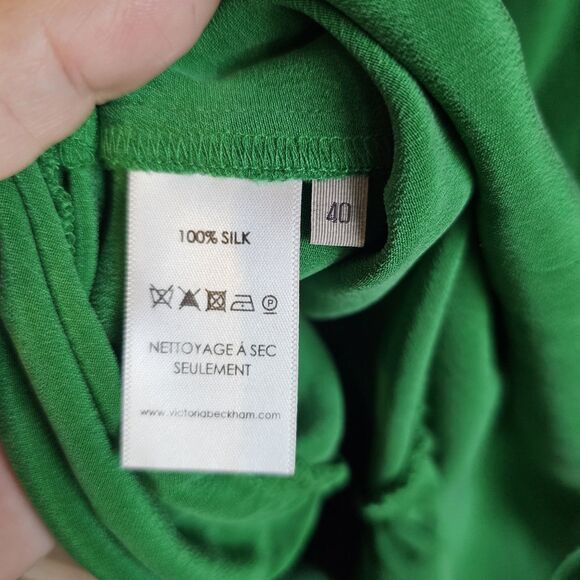 100% SILK
40
P
NETTOYAGE À SEC
SEULEMENT
www.victoriabeckham.com